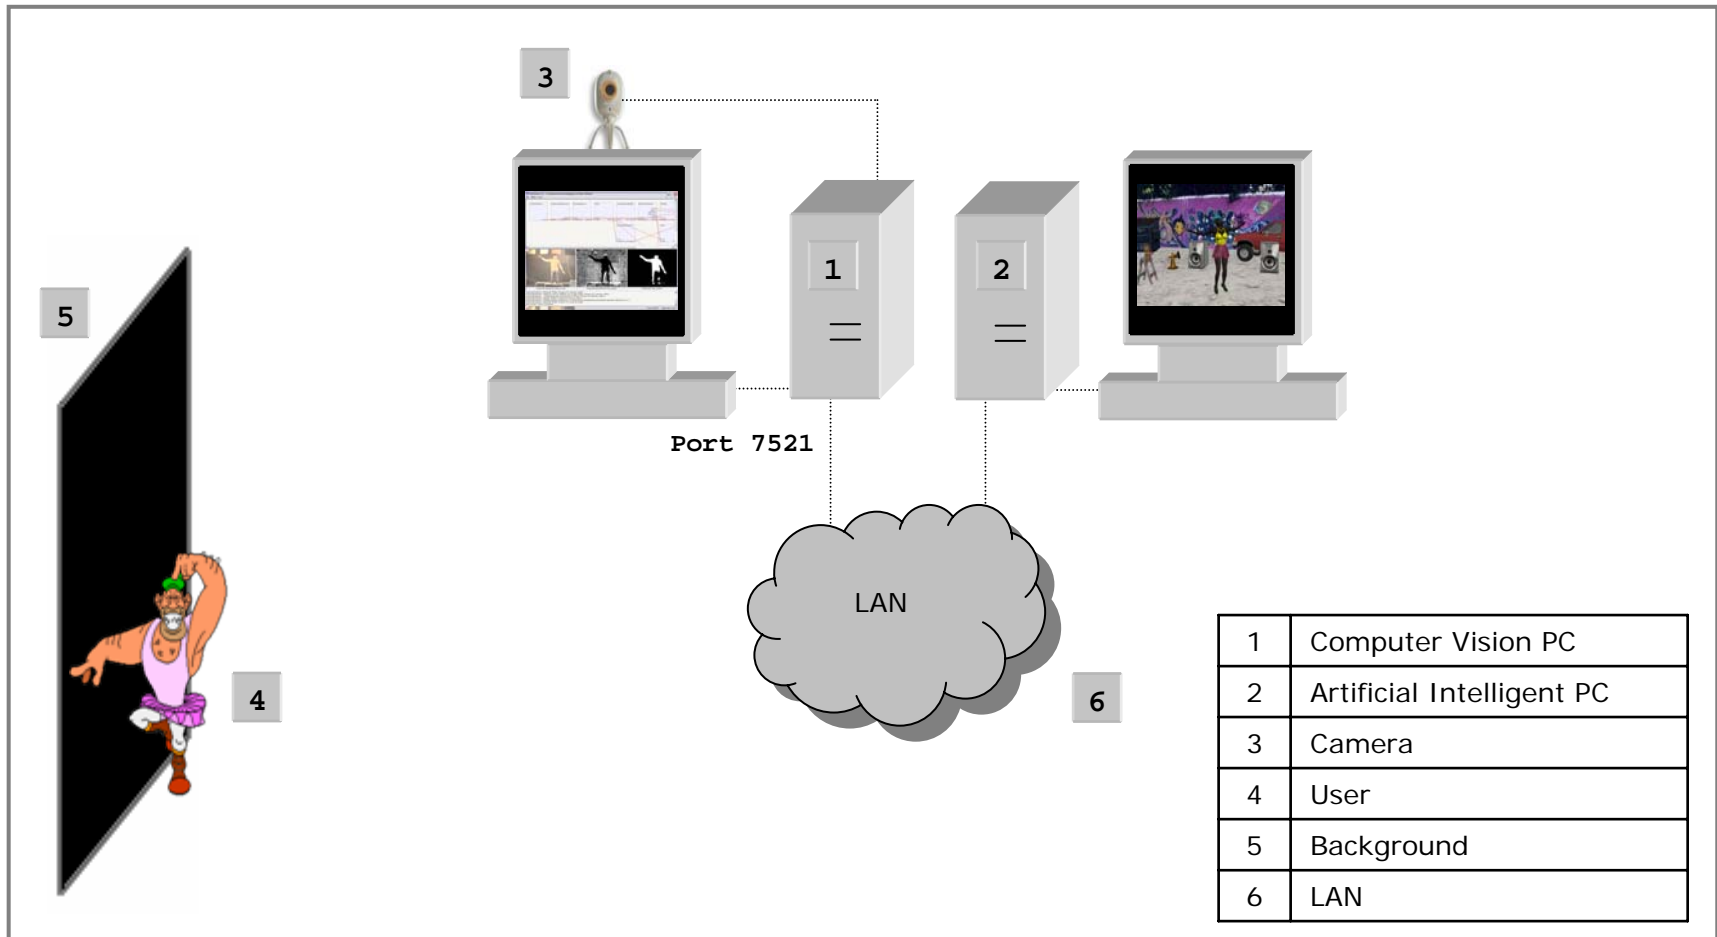 3
5
1
2
Port 7521
LAN
4
6
1 Computer Vision PC
2 Artificial Intelligent PC
3 Camera
4 User
5 Background
6 LAN